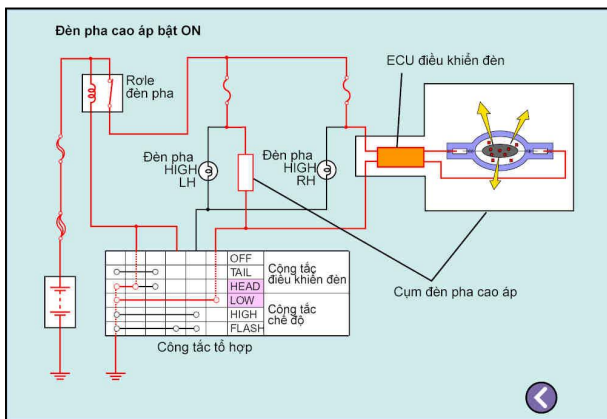 Đèn pha cao áp bật ON
ECU điều khiển đèn
Rơle
đèn pha
Đèn pha
HIGH
LH
Đèn pha
HIGH
RH
OFF
TAIL
HEAD
LOW
HIGH
FLASH
Công tắc
điều khiển đèn
Công tắc
chế độ
Cụm đèn pha cao áp
Công tắc tổ hợp